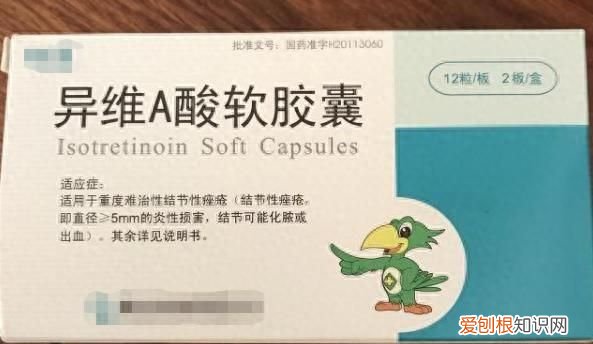 批准文号：国药准字H20113060
12粒/板 2板/盒
异维A酸软胶囊
Isotretinoin Soft Capsules
适应症：
适用于重度难治性结节性痤疮（结节性痤疮，
即直径≥5mm的炎性损害，结节可能化脓或
出血）。其余详见说明书。
爱刨根知识网